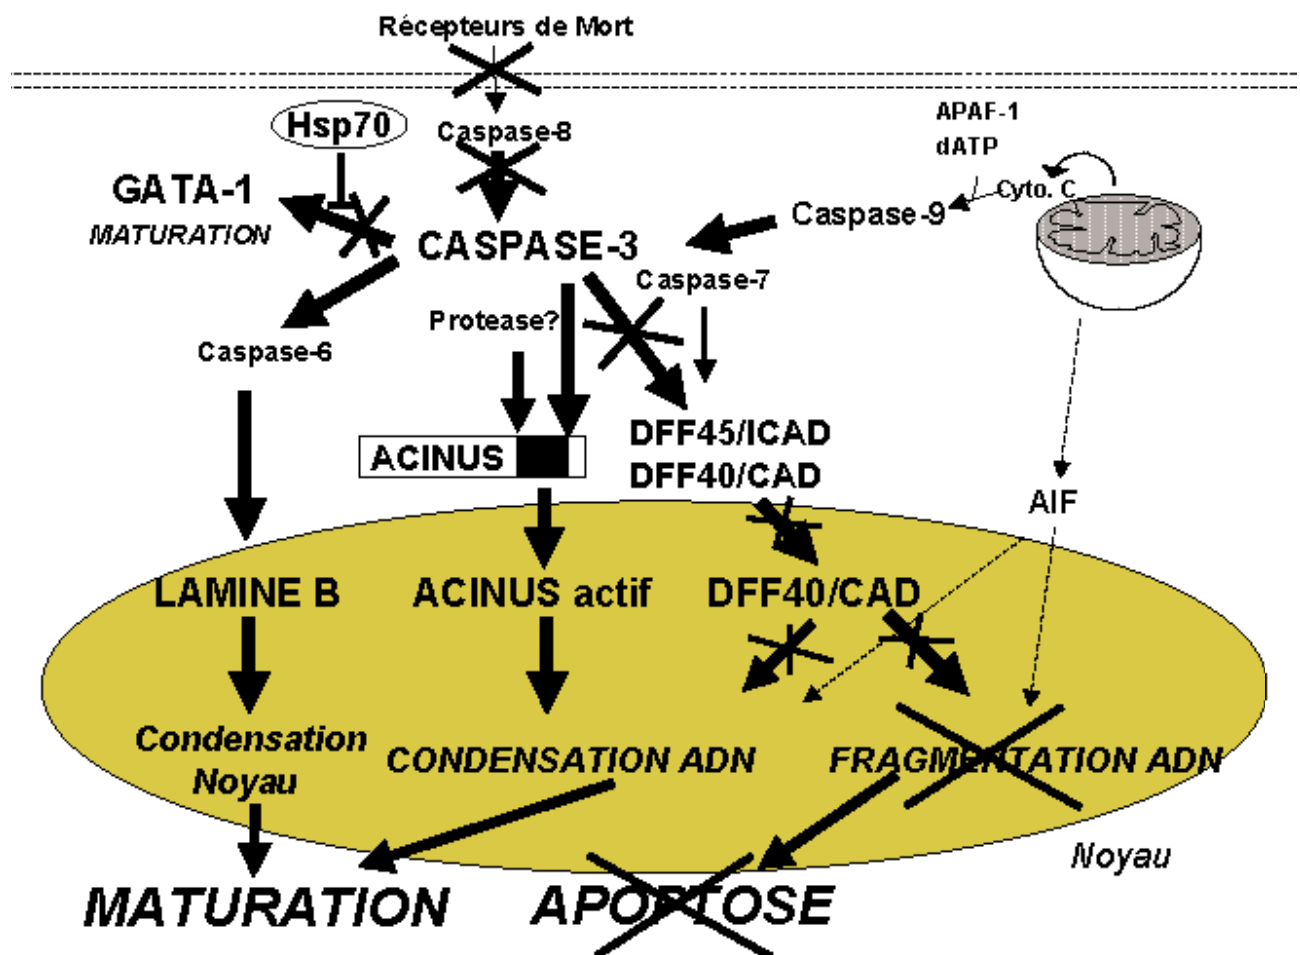 Récepteurs de Mort
Hsp70
Caspase-8
APAF-1
dATP
GATA-1
MATURATION
Cyto. C
Caspase-9
CASPASE-3
Caspase-7
Protease?
Caspase-6
DFF45/ICAD
ACINUS
DFF40/CAD
AIF
LAMINE B
ACINUS actif
DFF40/CAD
Condensation
Noyau
CONDENSATION ADN
FRAGMENTATION ADN
Noyau
MATURATION
APOPTOSE